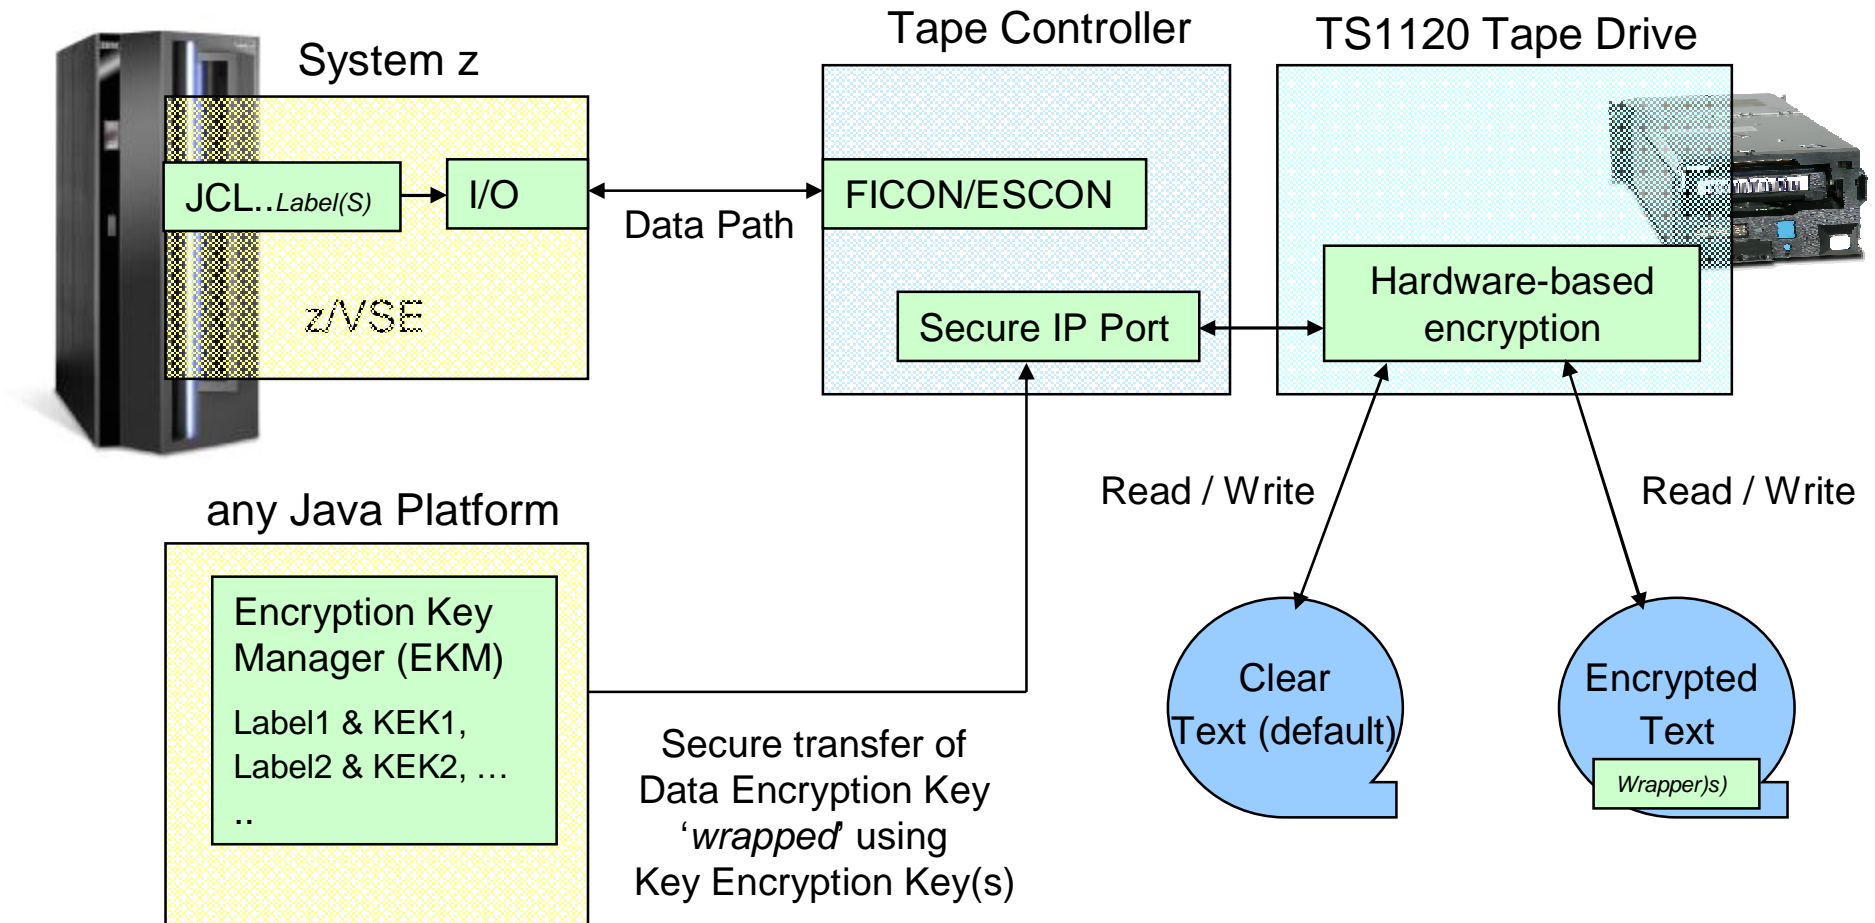 System z
Tape Controller
TS1120 Tape Drive
JCL..Label(S)
I/O
Data Path
FICON/ESCON
z/VSE
Secure IP Port
Hardware-based
encryption
Read / Write
Read / Write
any Java Platform
Encryption Key
Manager (EKM)
Label1 & KEK1,
Label2 & KEK2, …
..
Secure transfer of
Data Encryption Key
‘wrapped’ using
Key Encryption Key(s)
Clear
Text (default)
Encrypted
Text
Wrapper)s)